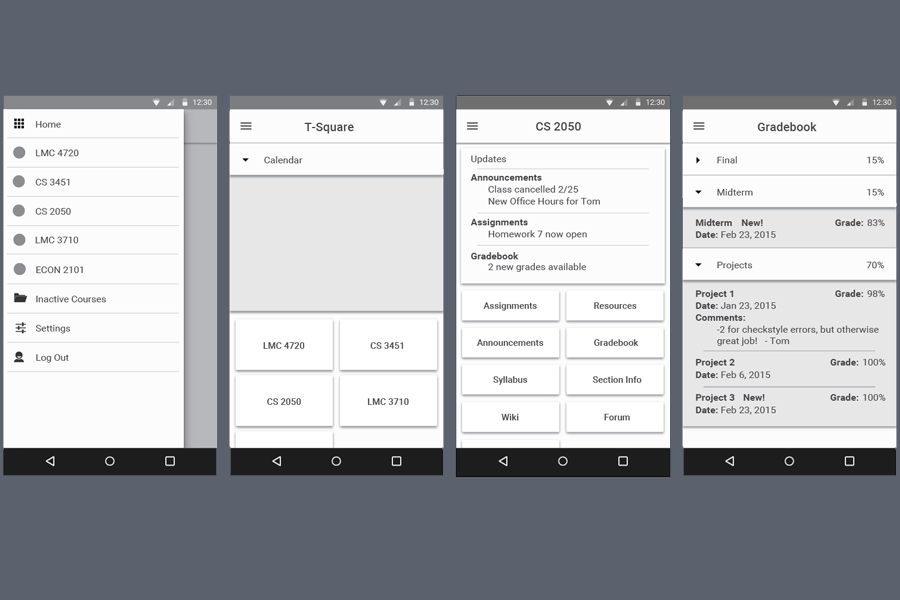 12:30
Home
LMC 4720
CS 3451
CS 2050
LMC 3710
ECON 2101
Inactive Courses
Settings
Log Out
12:30
T-Square
Calendar
LMC 4720
CS 3451
CS 2050
LMC 3710
12:30
CS 2050
Updates
Announcements
Class cancelled 2/25
New Office Hours for Tom
Assignments
Homework 7 now open
Gradebook
2 new grades available
Assignments
Resources
Announcements
Gradebook
Syllabus
Section Info
Wiki
Forum
12:30
Gradebook
Final 15%
Midterm 15%
Midterm New! Grade: 83%
Date: Feb 23, 2015
Projects 70%
Project 1 Grade: 98%
Date: Jan 23, 2015
Comments:
-2 for checkstyle errors, but otherwise
great job! - Tom
Project 2 Grade: 100%
Date: Feb 6, 2015
Project 3 New! Grade: 100%
Date: Feb 23, 2015